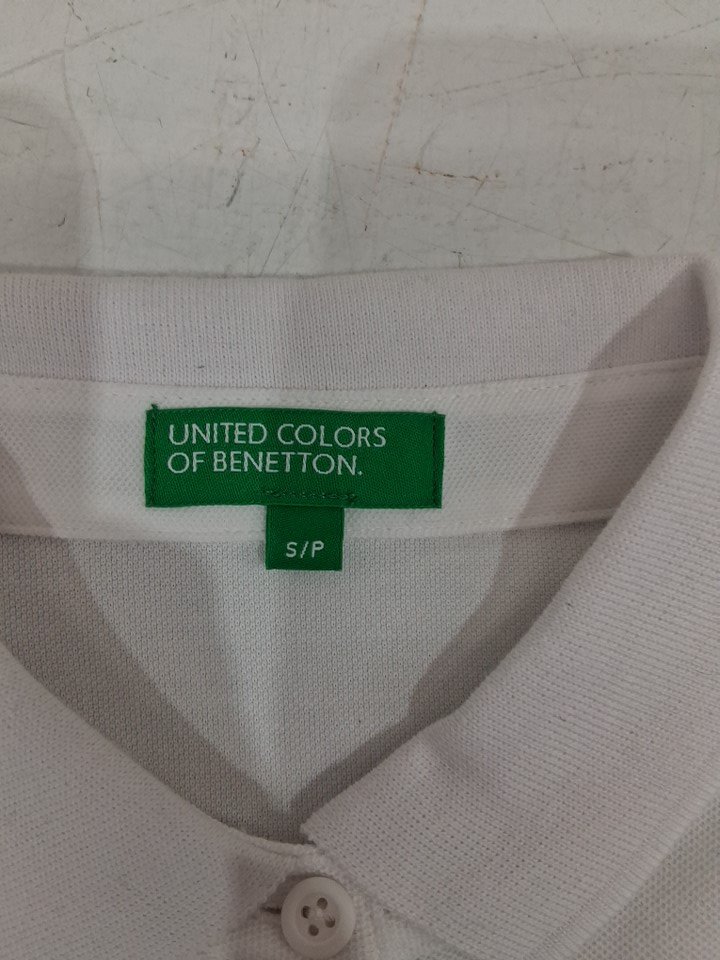 UNITED COLORS
OF BENETTON.
S/P